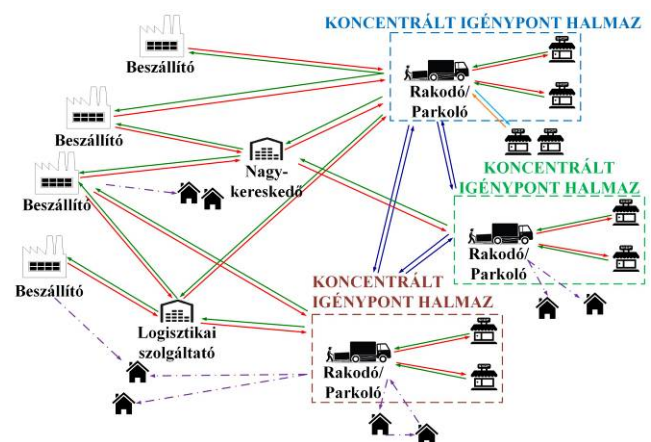 KONCENTRÁLT IGÉNYPONT HALMAZ
Beszállító
Rakodó/
Parkoló
Beszállító
Nagy-
kereskedő
KONCENTRÁLT
IGÉNYPONT HALMAZ
Beszállító
Rakodó/
Parkoló
Beszállító
KONCENTRÁLT
IGÉNYPONT HALMAZ
Logisztikai
szolgáltató
Rakodó/
Parkoló